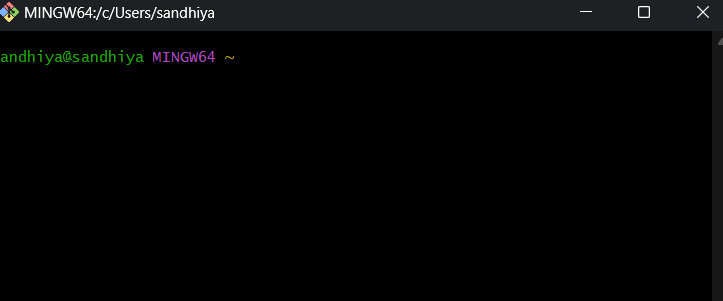 MINGW64:/c/Users/sandhiya
andhiya@sandhiya MINGW64 ~